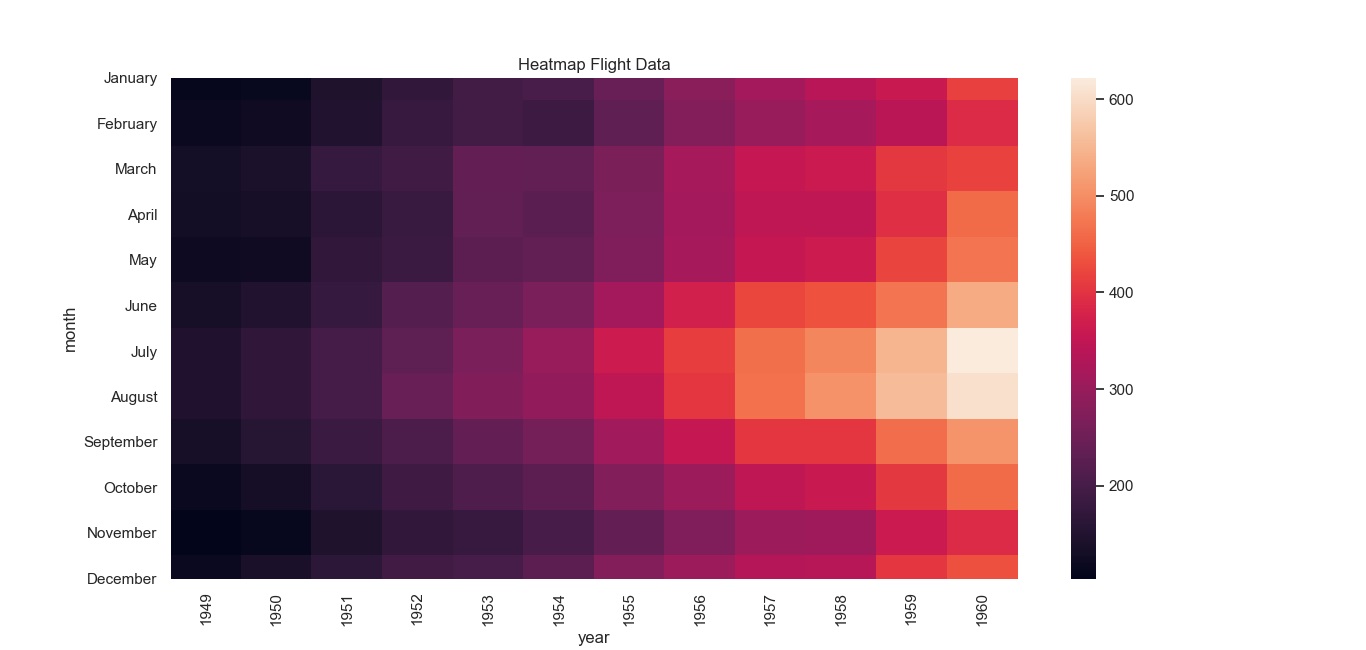 Heatmap Flight Data
January
February
March
April
May
June
July
August
September
October
November
December
month
1949
1950
1951
1952
1953
1954
1955
1956
1957
1958
1959
1960
year
600
500
400
300
200